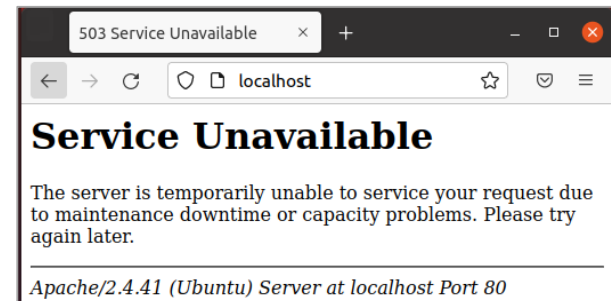 503 Service Unavailable
localhost
Service Unavailable
The server is temporarily unable to service your request due
to maintenance downtime or capacity problems. Please try
again later.
Apache/2.4.41 (Ubuntu) Server at localhost Port 80